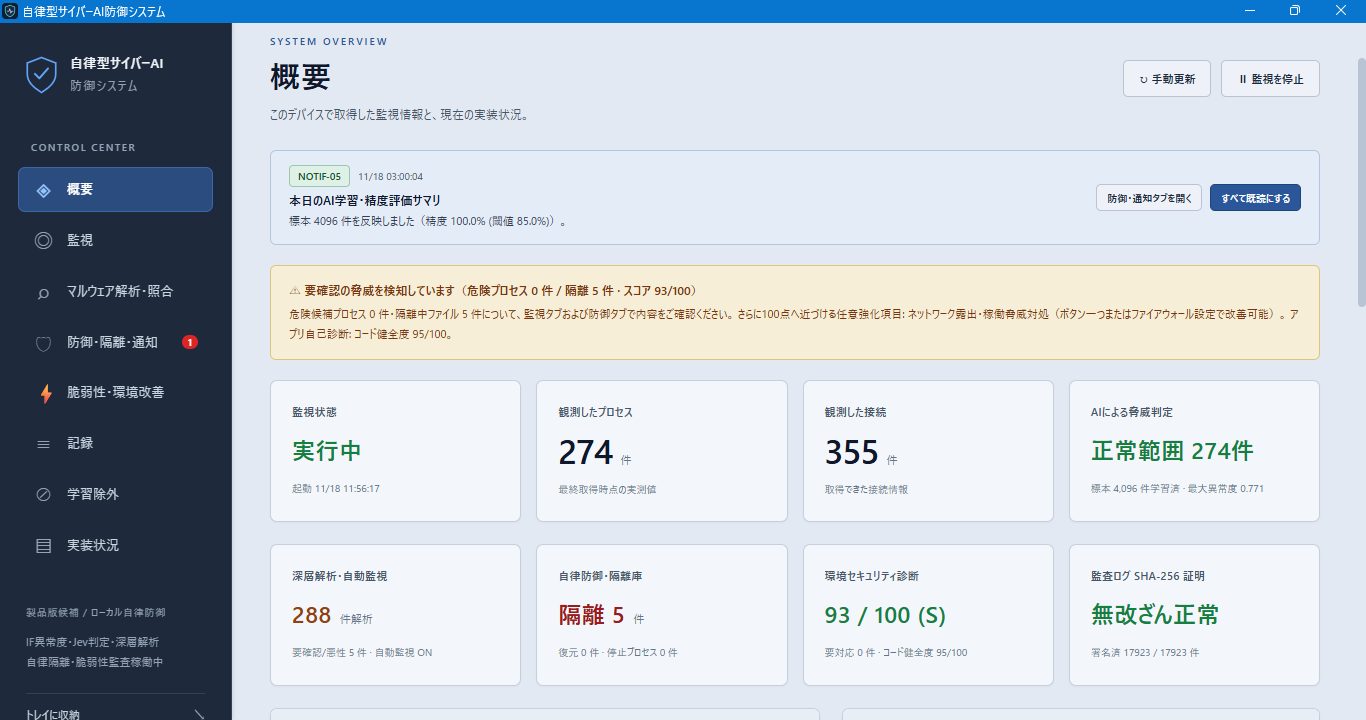 自律型サイバーAI防御システム
自律型サイバーAI
防御システム
CONTROL CENTER
概要
監視
マルウェア解析・照合
防御・隔離・通知 1
脆弱性・環境改善
記録
学習除外
実装状況
製品版候補 / ローカル自律防御
IF異常度・Jev判定・深層解析
自律隔離・脆弱性監査稼働中
トレイに収納
SYSTEM OVERVIEW
概要
このデバイスで取得した監視情報と、現在の実装状況。
↻ 手動更新
⏸ 監視を停止
NOTIF-05 11/18 03:00:04
本日のAI学習・精度評価サマリ
標本 4096 件を反映しました（精度 100.0% (閾値 85.0%)）。
防御・通知タブを開く
すべて既読にする
⚠ 要確認の脅威を検知しています（危険プロセス 0 件 / 隔離 5 件 · スコア 93/100）
危険候補プロセス 0 件・隔離中ファイル 5 件について、監視タブおよび防御タブで内容をご確認ください。さらに100点へ近づける任意強化項目: ネットワーク露出・稼働脅威対処（ボタン一つまたはファイアウォール設定で改善可能）。ア
プリ自己診断: コード健全度 95/100。
監視状態
実行中
起動 11/18 11:56:17
観測したプロセス
274 件
最終取得時点の実測値
観測した接続
355 件
取得できた接続情報
AIによる脅威判定
正常範囲 274件
標本 4,096 件学習済 · 最大異常度 0.771
深層解析・自動監視
288 件解析
要確認/悪性 5 件 · 自動監視 ON
自律防御・隔離庫
隔離 5 件
復元 0 件 · 停止プロセス 0 件
環境セキュリティ診断
93 / 100 (S)
要対応 0 件 · コード健全度 95/100
監査ログ SHA-256 証明
無改ざん正常
署名済 17923 / 17923 件